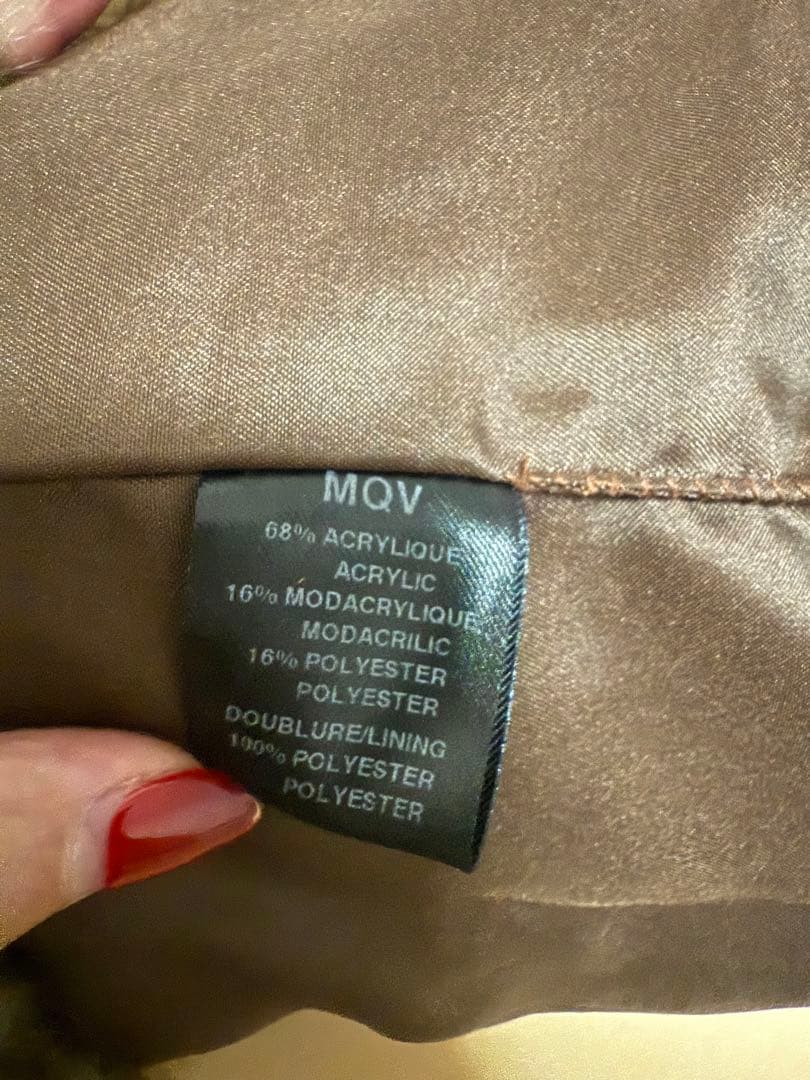 MQV
68% ACRYLIQUE
ACRYLIC
16% MODACRYLIQUE
MODACRILIC
16% POLYESTER
POLYESTER
DOUBLURE/LINING
100% POLYESTER
POLYESTER